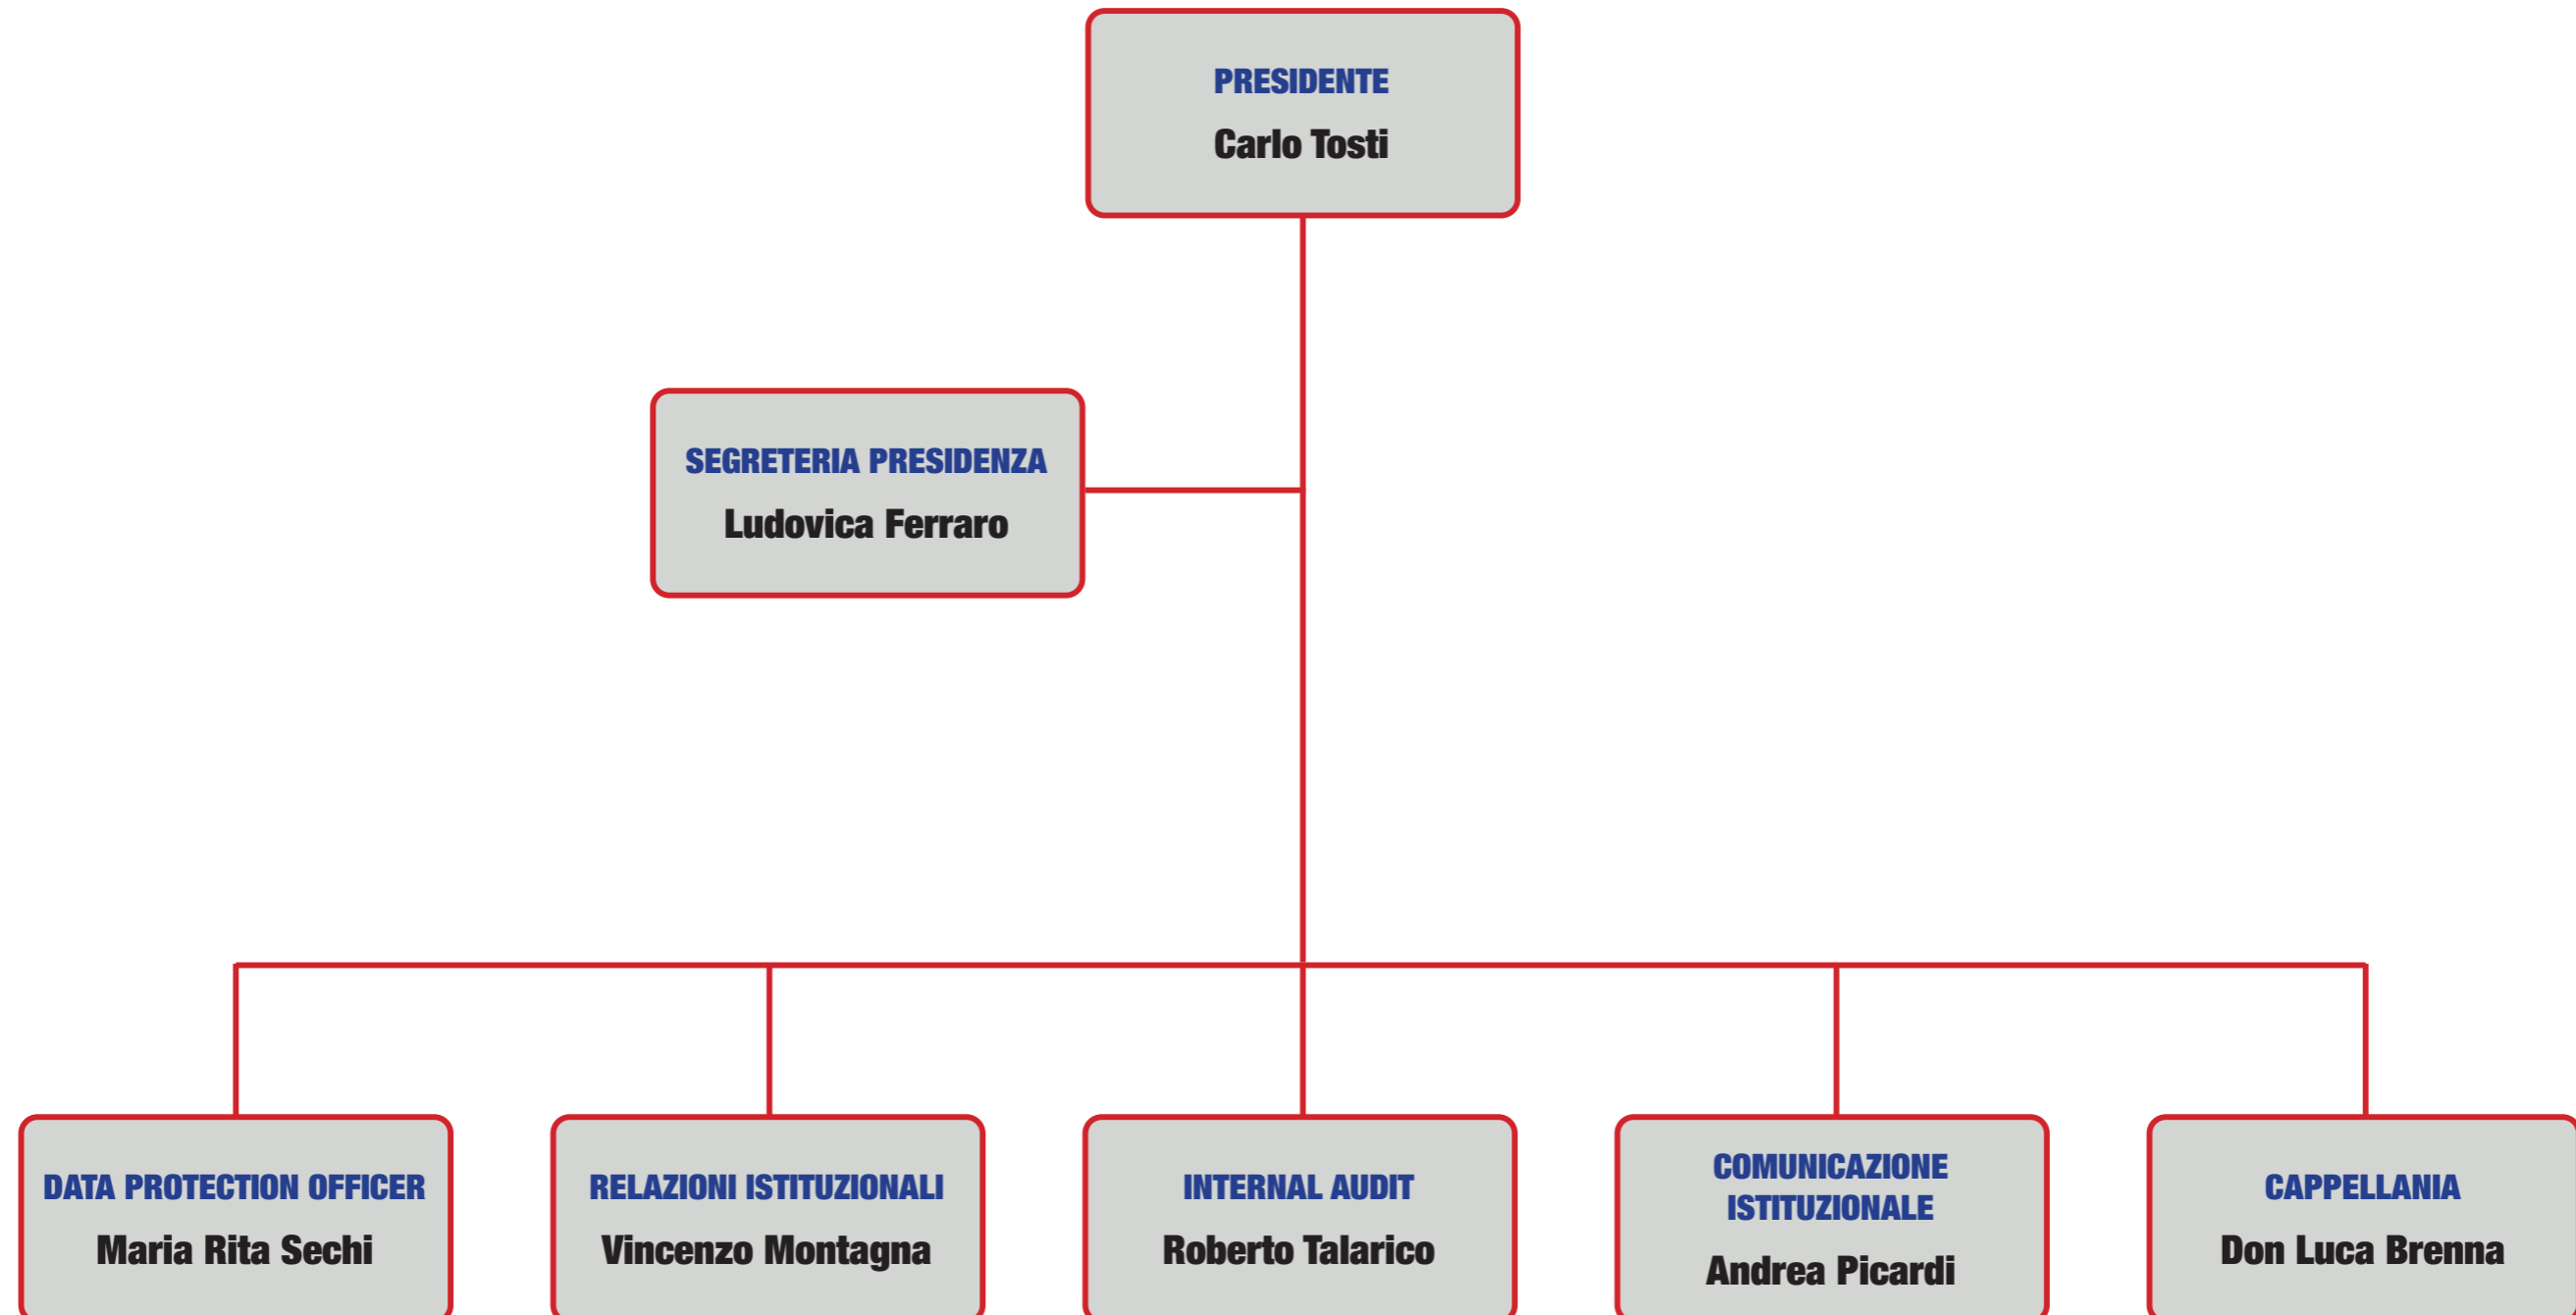 PRESIDENTE
Carlo Tosti
SEGRETERIA PRESIDENZA
Ludovica Ferraro
DATA PROTECTION OFFICER
Maria Rita Sechi
RELAZIONI ISTITUZIONALI
Vincenzo Montagna
INTERNAL AUDIT
Roberto Talarico
COMUNICAZIONE
ISTITUZIONALE
Andrea Picardi
CAPPELLANIA
Don Luca Brenna